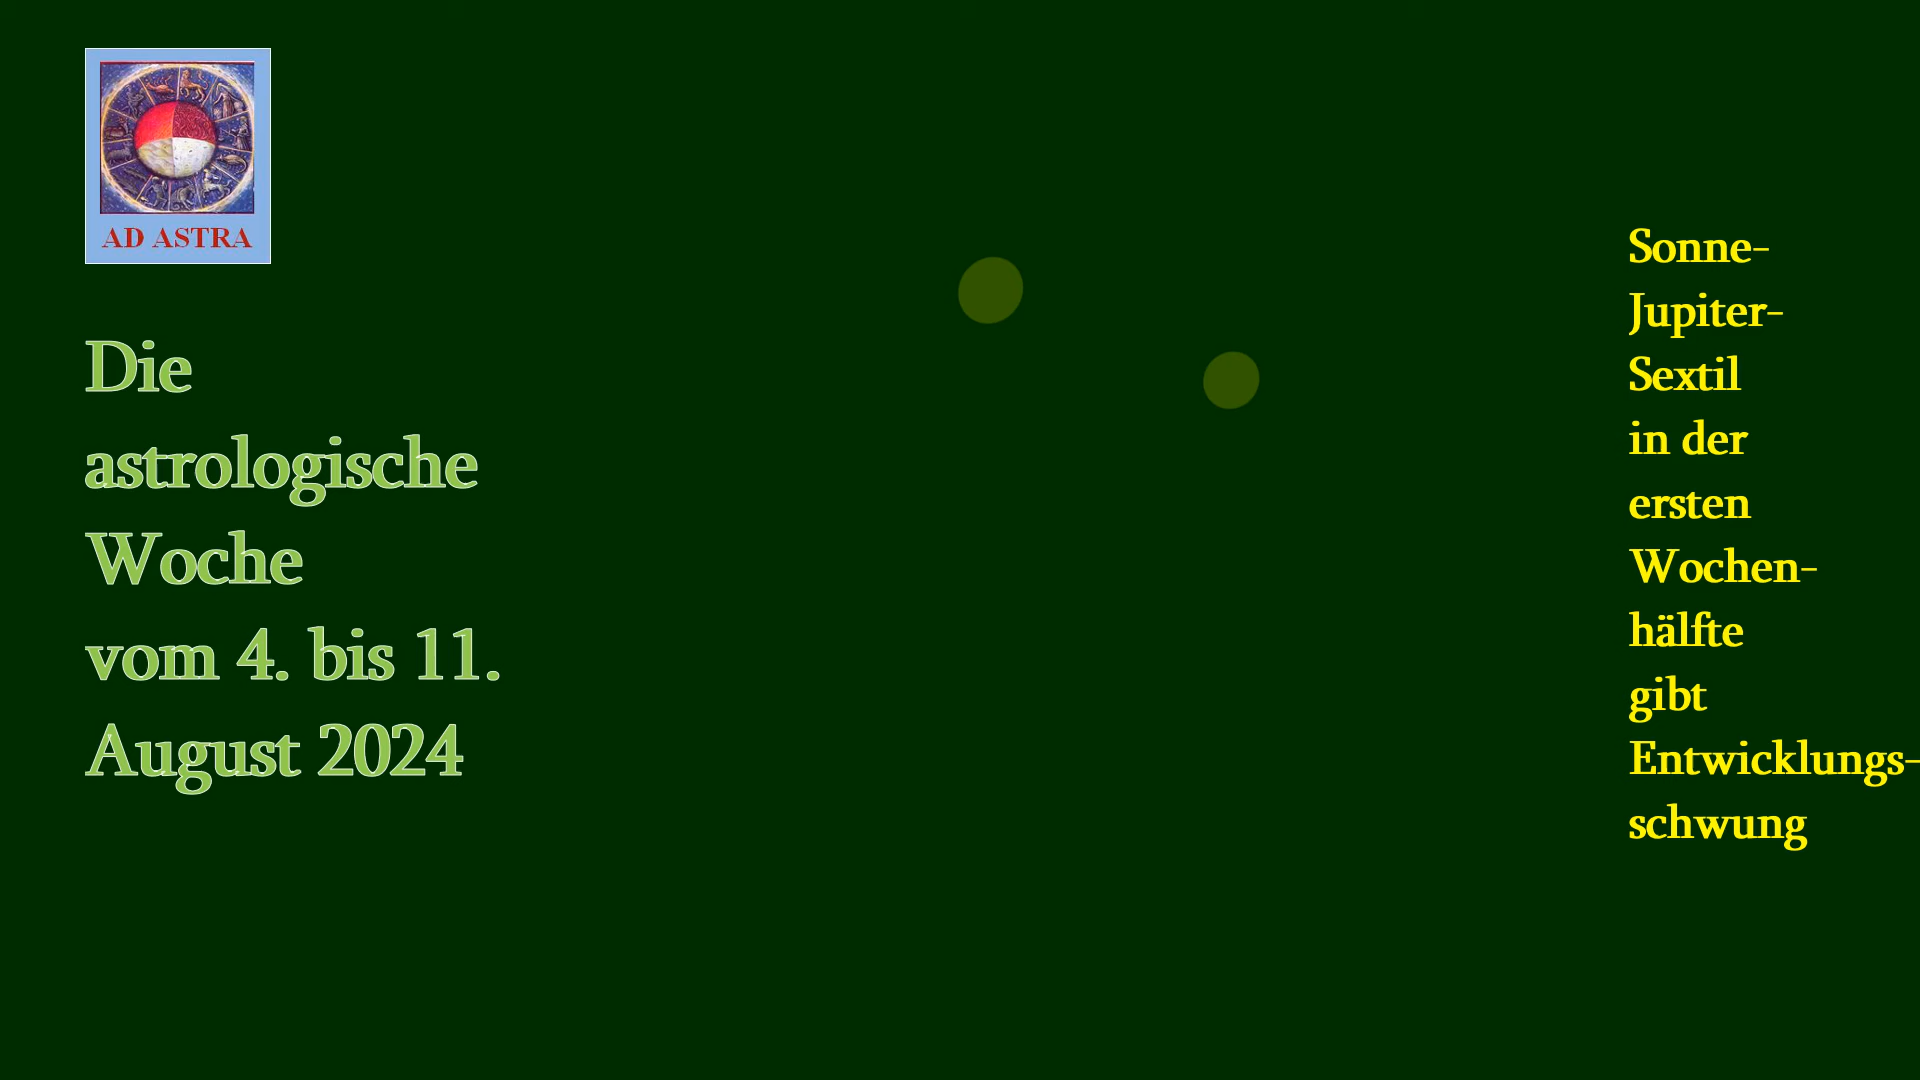 AD ASTRA
Die
astrologische
Woche
vom 4. bis 11.
August 2024
Sonne-
Jupiter-
Sextil
in der
ersten
Wochen-
hälfte
gibt
Entwicklungs-
schwung